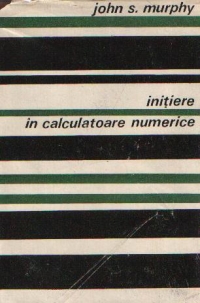 john s. murphy
inițiere
in calculatoare numerice